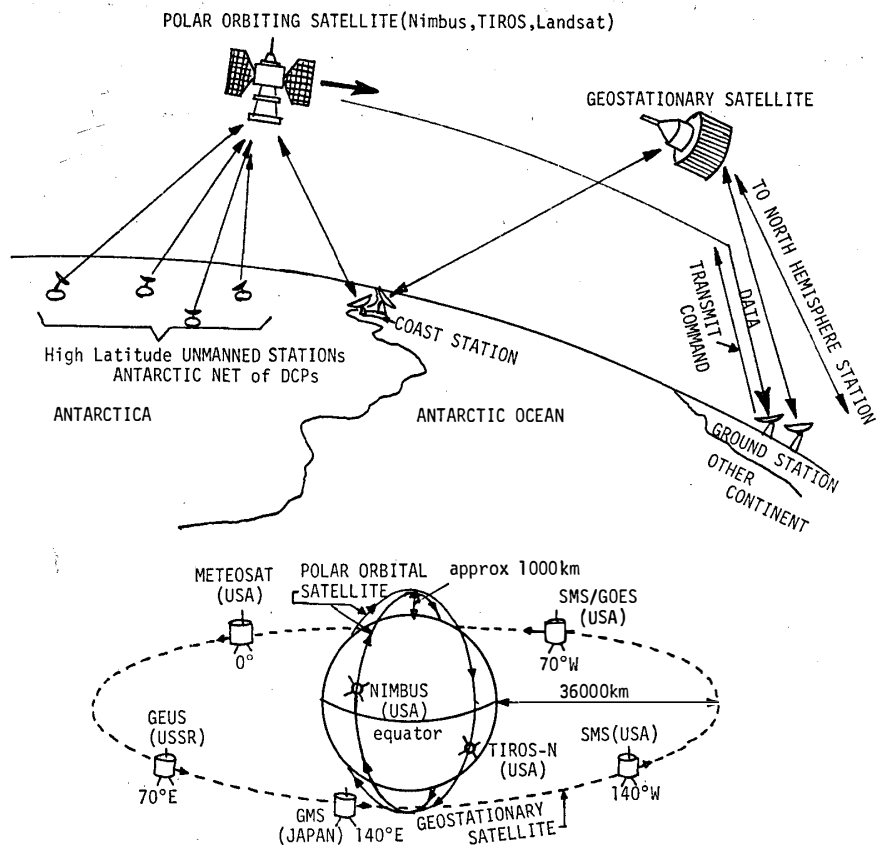 POLAR ORBITING SATELLITE(Nimbus,TIROS,Landsat)
GEOSTATIONARY SATELLITE
TO NORTH HEMISPHERE STATION
TRANSMIT
COMMAND
DATA
COAST STATION
High Latitude UNMANNED STATIONs
ANTARCTIC NET of DCPs
ANTARCTICA
ANTARCTIC OCEAN
GROUND STATION
OTHER
CONTINENT
METEOSAT
(USA)
0°
POLAR ORBITAL
SATELLITE
approx 1000km
SMS/GOES
(USA)
70°W
36000km
NIMBUS
(USA)
equator
GEUS
(USSR)
70°E
TIROS-N
(USA)
SMS(USA)
140°W
GMS
(JAPAN) 140°E
GEOSTATIONARY
SATELLITE